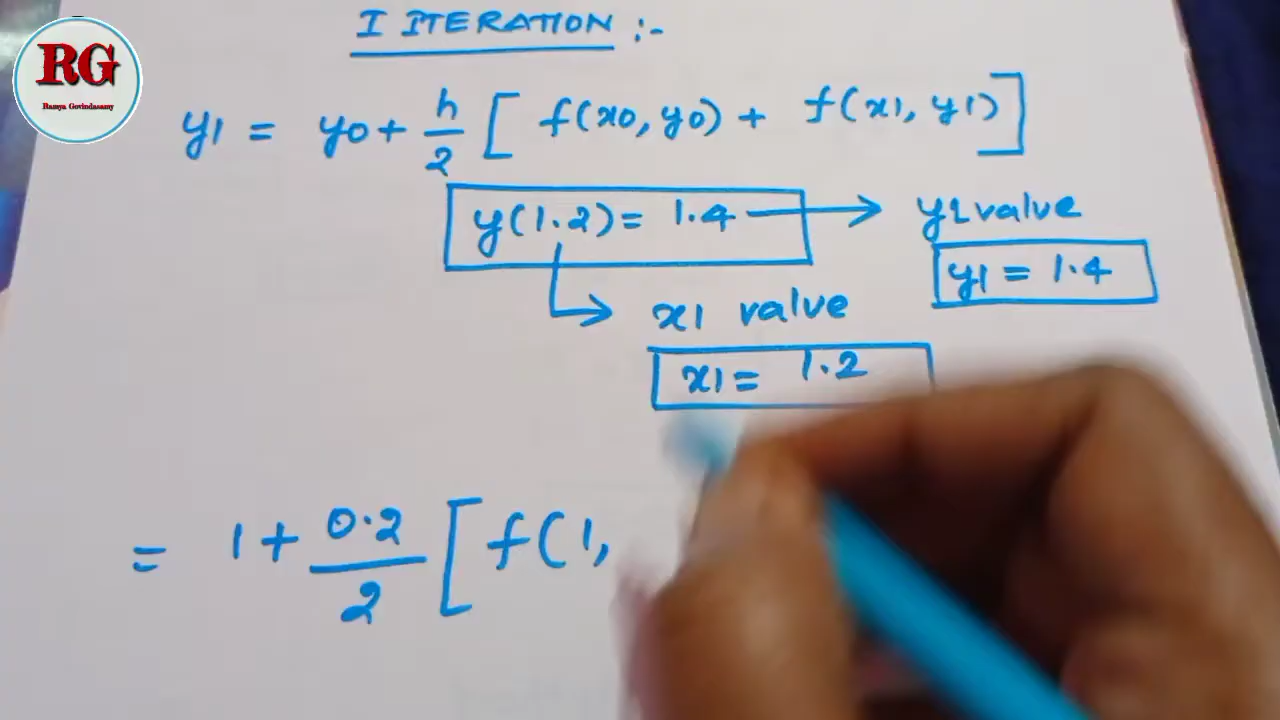 RG
Ramya Govindasamy
I ITERATION :-
y1 = y0 + h/2 [ f(x0, y0) + f(x1, y1) ]
y(1.2) = 1.4 → y1 value
y1 = 1.4
x1 value
x1 = 1.2
= 1 + 0.2/2 [ f(1,